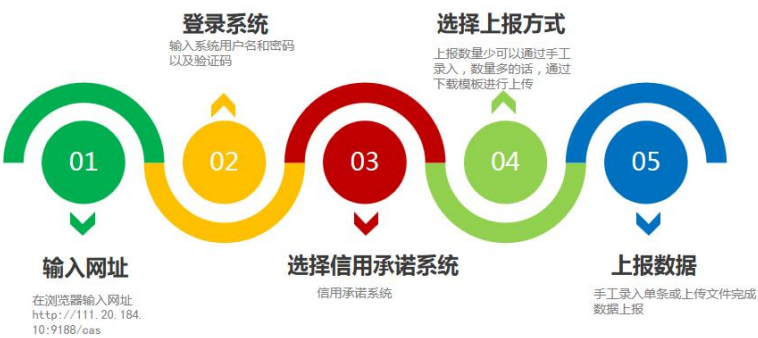 01
输入网址
在浏览器输入网址
http://111.20.184.
10:9188/cas
登录系统
输入系统用户名和密码
以及验证码
02
03
选择信用承诺系统
信用承诺系统
选择上报方式
上报数量少可以通过手工
录入，数量多的话，通过
下载模板进行上传
04
05
上报数据
手工录入单条或上传文件完成
数据上报